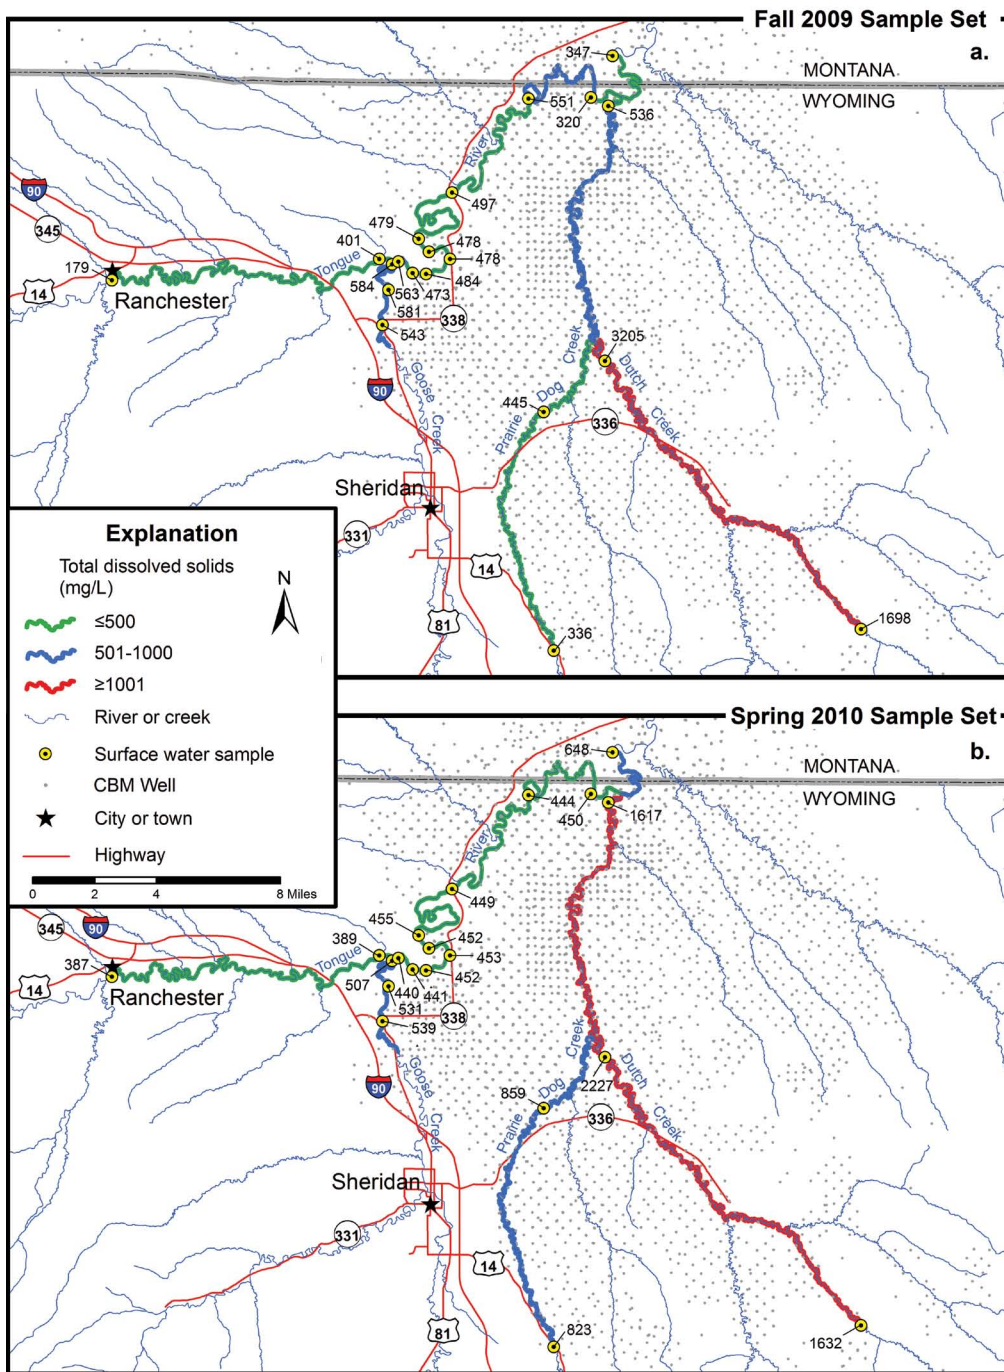 Fall 2009 Sample Set
a.
347
MONTANA
WYOMING
551
320
536
River
90
497
345
479
401
478
478
179
Tongue
14
Ranchester
584
563
473
484
581
338
543
3205
Goose
Creek
Dutch
Creek
90
Creek
Dog
Prairie
445
336
Sheridan
331
14
81
336
1698
Explanation
Total dissolved solids
(mg/L)
N
≤500
501-1000
≥1001
River or creek
Surface water sample
CBM Well
City or town
Highway
0 2 4 8 Miles
Spring 2010 Sample Set
b.
648
MONTANA
WYOMING
444
450
1617
River
449
345
90
455
389
452
453
387
Tongue
14
Ranchester
507
440
441
452
531
338
539
Goose
Creek
Creek
Dutch
Creek
2227
90
859
Dog
Prairie
336
Sheridan
331
14
81
823
1632